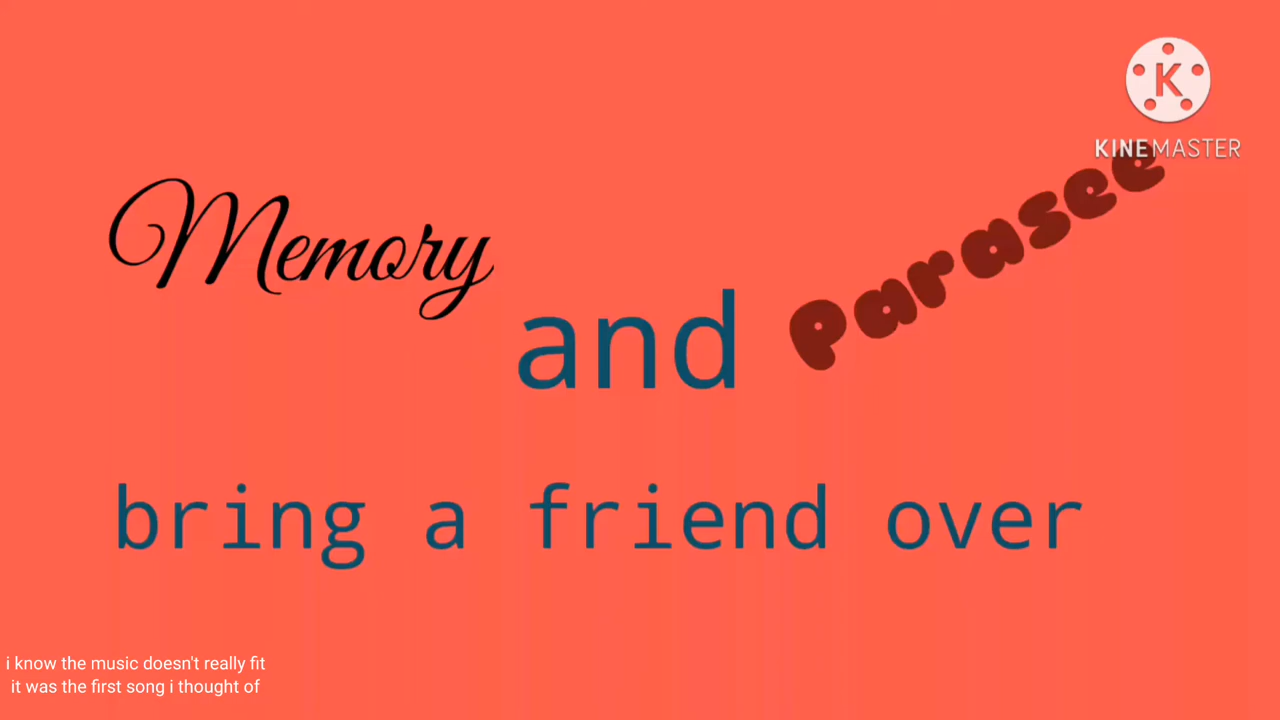 K
KINEMASTER
Memory
and
Parasee
bring a friend over
i know the music doesn't really fit
it was the first song i thought of